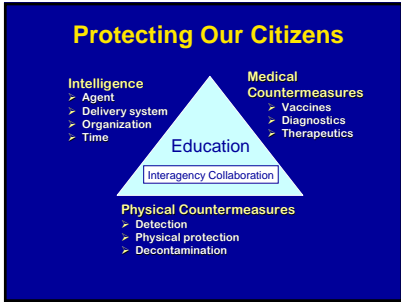 Protecting Our Citizens
Intelligence
➢ Agent
➢ Delivery system
➢ Organization
➢ Time
Medical
Countermeasures
➢ Vaccines
➢ Diagnostics
➢ Therapeutics
Education
Interagency Collaboration
Physical Countermeasures
➢ Detection
➢ Physical protection
➢ Decontamination